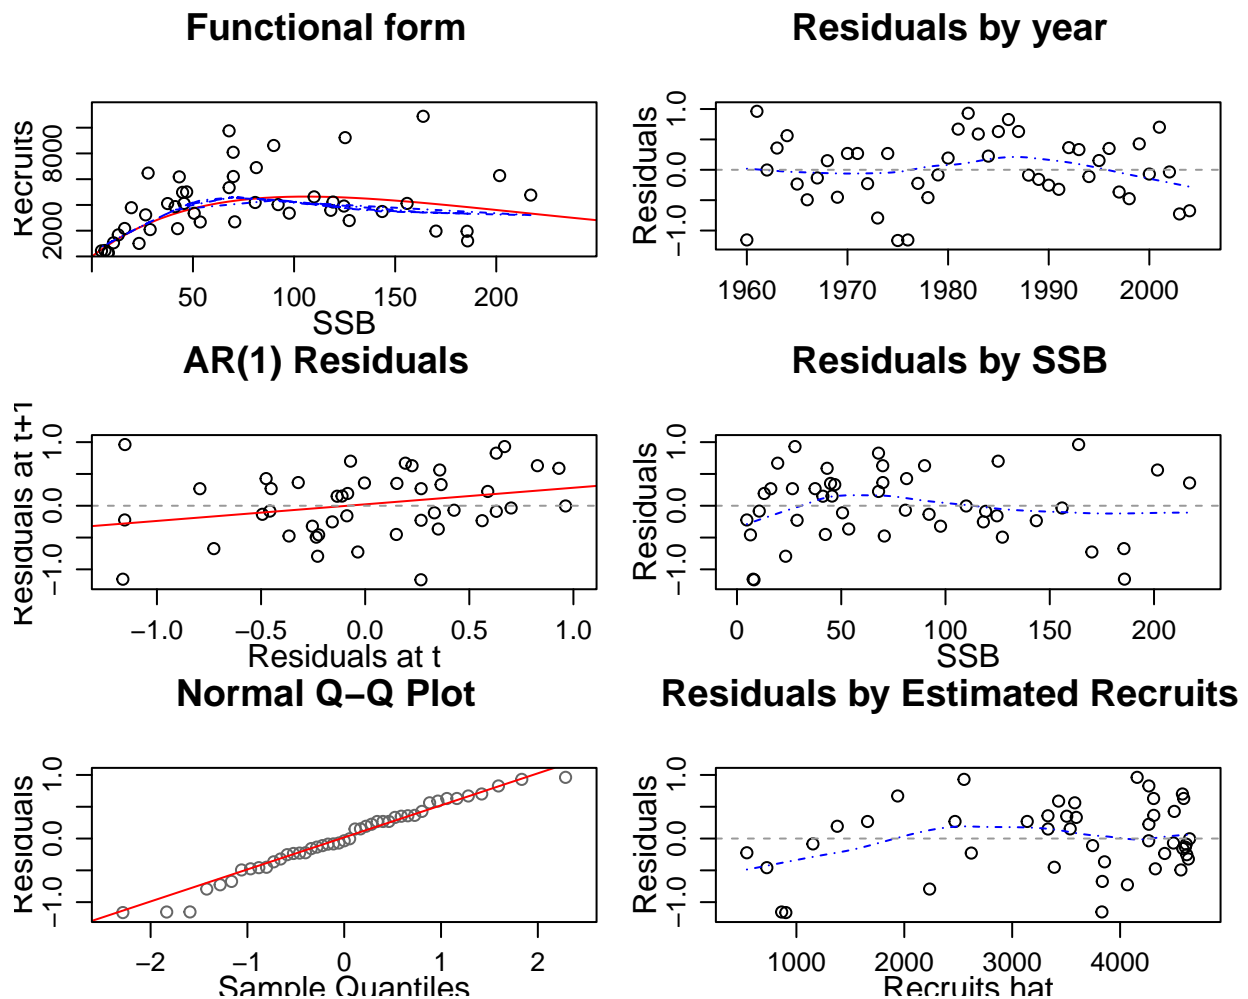 Functional form
Recruits
2000
8000
50
100
150
200
SSB
Residuals by year
Residuals
−1.0
0.0
1.0
1960
1970
1980
1990
2000
AR(1) Residuals
Residuals at t+1
−1.0
0.0
1.0
−1.0
−0.5
0.0
0.5
1.0
Residuals at t
Residuals by SSB
Residuals
−1.0
0.0
1.0
0
50
100
150
200
SSB
Normal Q−Q Plot
Residuals
−1.0
0.0
1.0
−2
−1
0
1
2
Sample Quantiles
Residuals by Estimated Recruits
Residuals
−1.0
0.0
1.0
1000
2000
3000
4000
Recruits hat